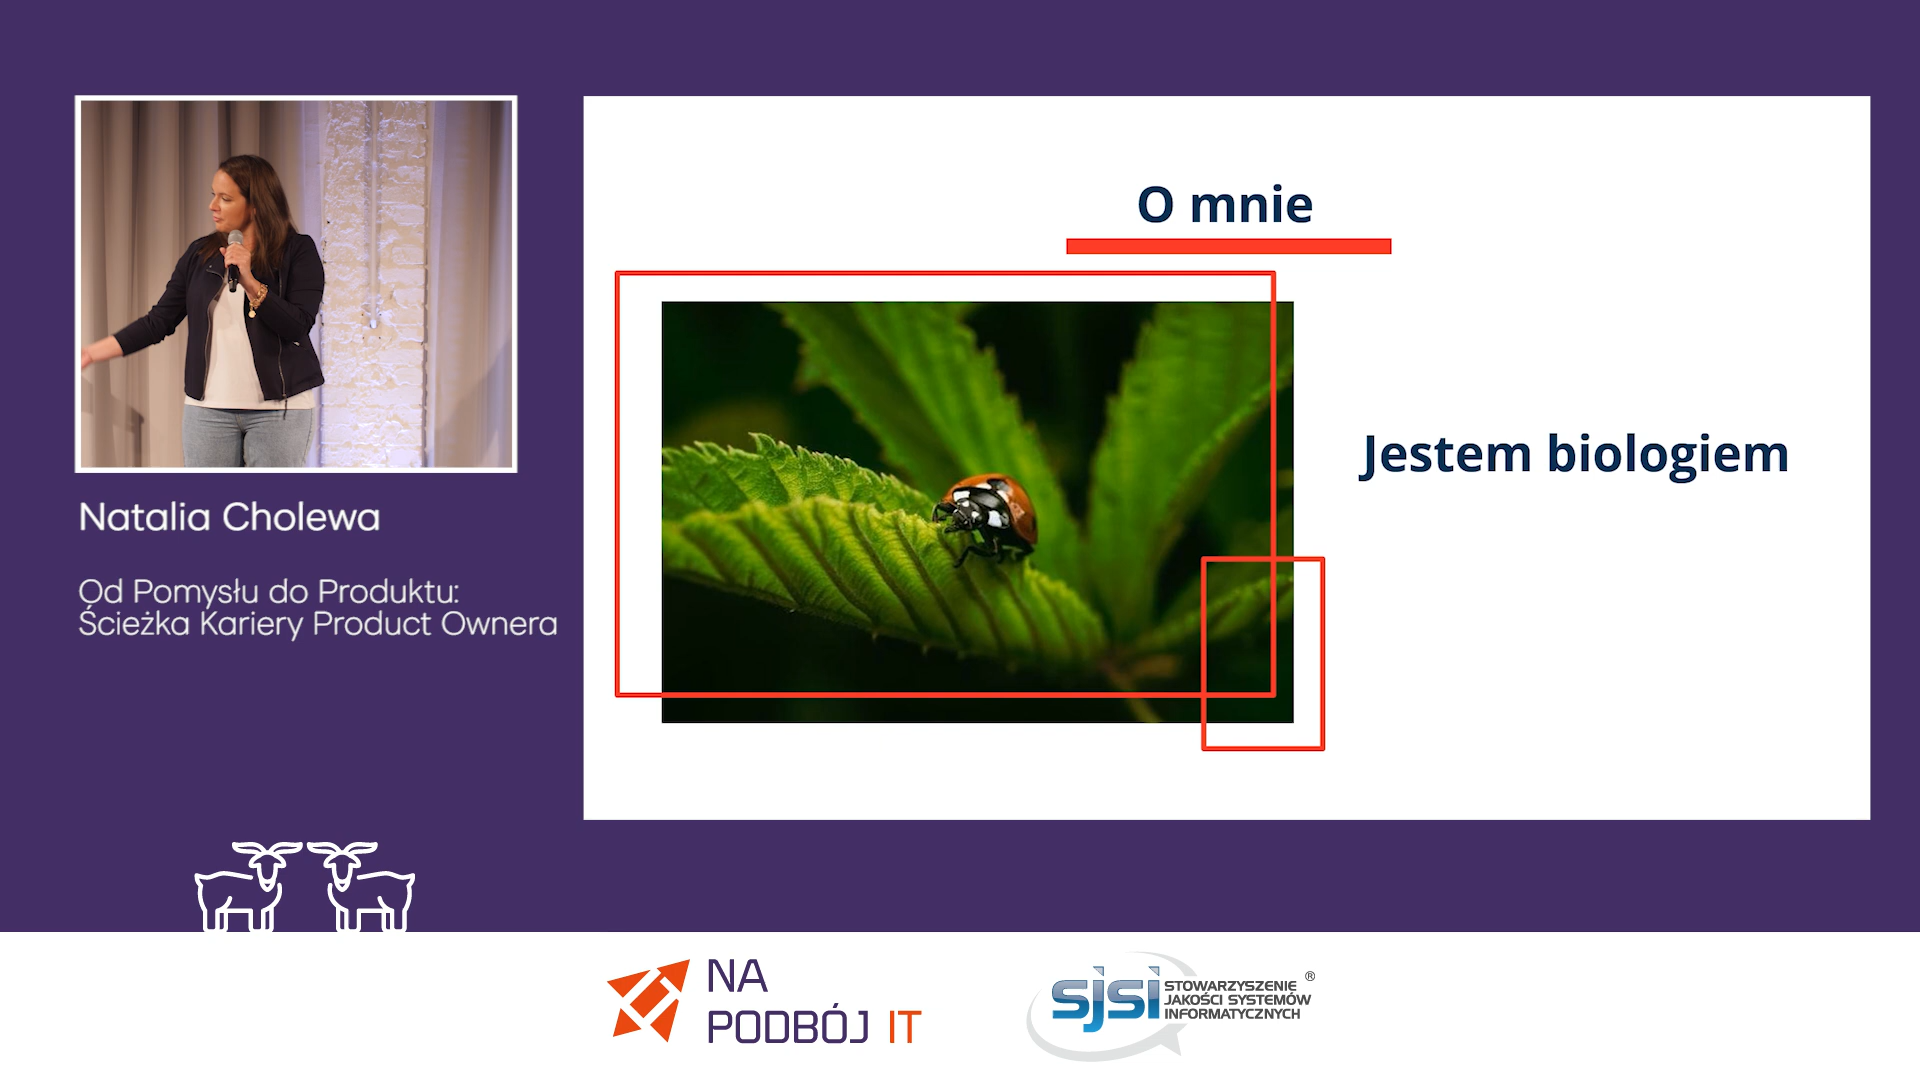 O mnie
Jestem biologiem
Natalia Cholewa
Od Pomysłu do Produktu:
Ścieżka Kariery Product Ownera
NA
PODBÓJ IT
sjsi
STOWARZYSZENIE ®
JAKOŚCI SYSTEMÓW
INFORMATYCZNYCH